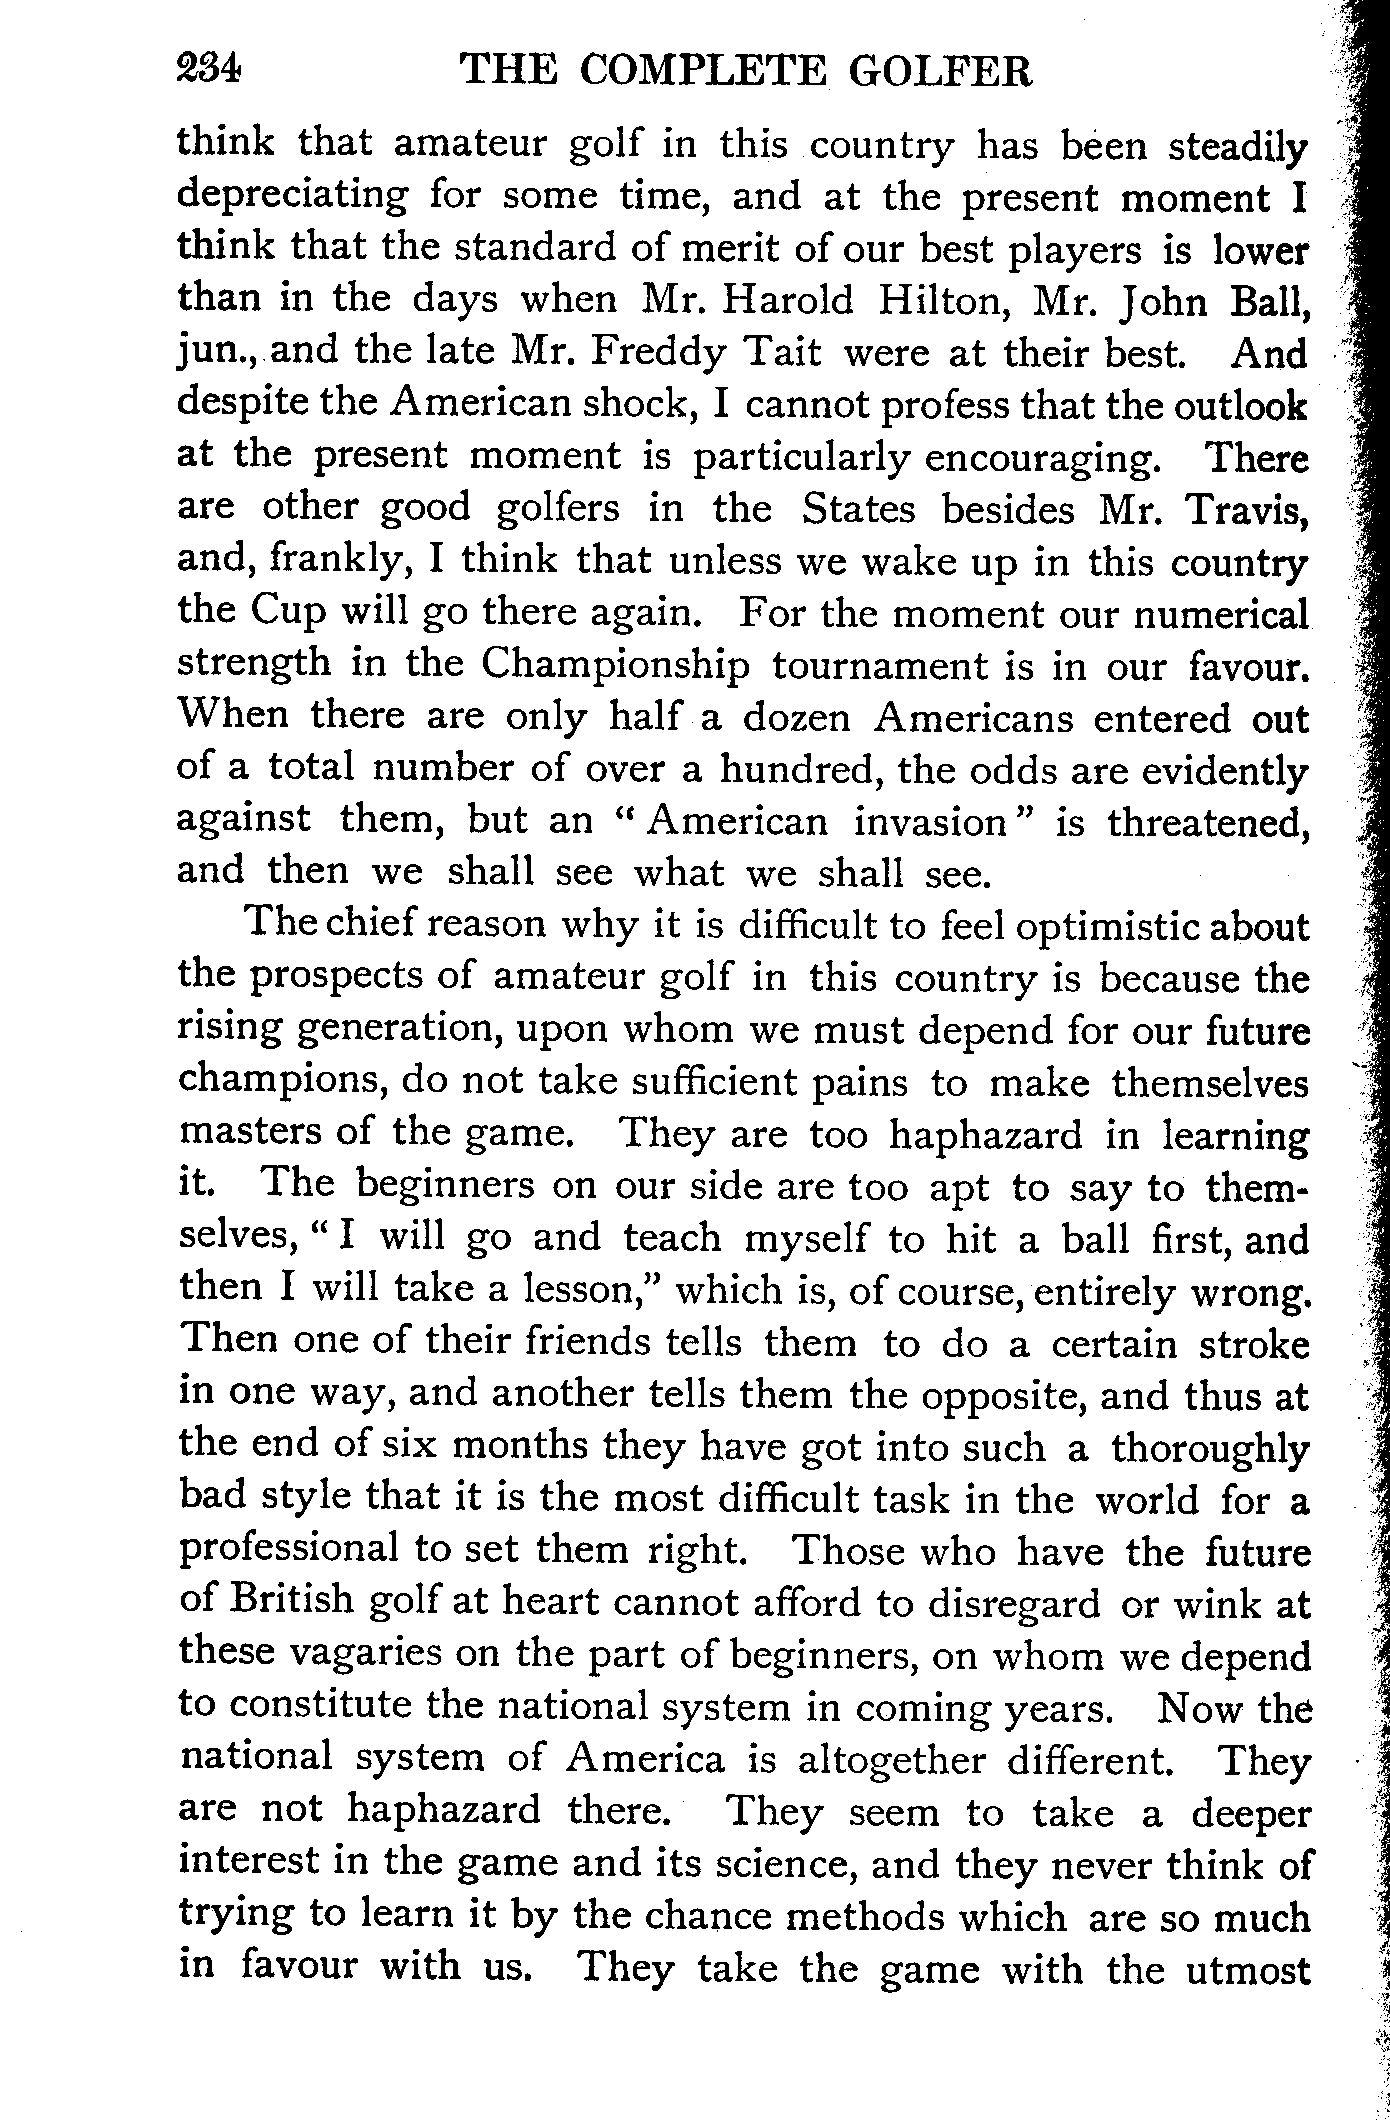 234 THE COMPLETE GOLFER
think that amateur golf in this country has been steadily
depreciating for some time, and at the present moment I
think that the standard of merit of our best players is lower
than in the days when Mr. Harold Hilton, Mr. John Ball,
jun., and the late Mr. Freddy Tait were at their best. And
despite the American shock, I cannot profess that the outlook
at the present moment is particularly encouraging. There
are other good golfers in the States besides Mr. Travis,
and, frankly, I think that unless we wake up in this country
the Cup will go there again. For the moment our numerical
strength in the Championship tournament is in our favour.
When there are only half a dozen Americans entered out
of a total number of over a hundred, the odds are evidently
against them, but an “ American invasion ” is threatened,
and then we shall see what we shall see.
The chief reason why it is difficult to feel optimistic about
the prospects of amateur golf in this country is because the
rising generation, upon whom we must depend for our future
champions, do not take sufficient pains to make themselves
masters of the game. They are too haphazard in learning
it. The beginners on our side are too apt to say to them-
selves, “ I will go and teach myself to hit a ball first, and
then I will take a lesson,” which is, of course, entirely wrong.
Then one of their friends tells them to do a certain stroke
in one way, and another tells them the opposite, and thus at
the end of six months they have got into such a thoroughly
bad style that it is the most difficult task in the world for a
professional to set them right. Those who have the future
of British golf at heart cannot afford to disregard or wink at
these vagaries on the part of beginners, on whom we depend
to constitute the national system in coming years. Now the
national system of America is altogether different. They
are not haphazard there. They seem to take a deeper
interest in the game and its science, and they never think of
trying to learn it by the chance methods which are so much
in favour with us. They take the game with the utmost